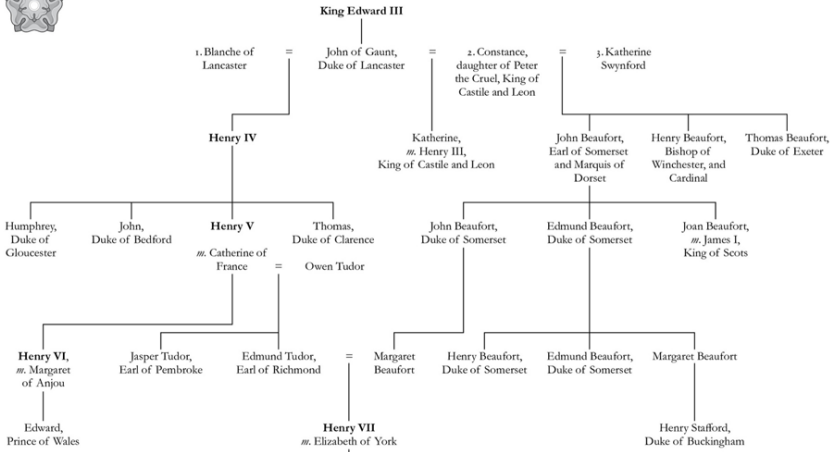 King Edward III
1. Blanche of
Lancaster
=
John of Gaunt,
Duke of Lancaster
=
2. Constance,
daughter of Peter
the Cruel, King of
Castile and Leon
=
3. Katherine
Swynford
Henry IV
Katherine,
m. Henry III,
King of Castile and Leon
John Beaufort,
Earl of Somerset
and Marquis of
Dorset
Henry Beaufort,
Bishop of
Winchester, and
Cardinal
Thomas Beaufort,
Duke of Exeter
Humphrey,
Duke of
Gloucester
John,
Duke of Bedford
Henry V
m. Catherine of
France
=
Owen Tudor
Thomas,
Duke of Clarence
John Beaufort,
Duke of Somerset
Edmund Beaufort,
Duke of Somerset
Joan Beaufort,
m. James I,
King of Scots
Henry VI,
m. Margaret
of Anjou
Jasper Tudor,
Earl of Pembroke
Edmund Tudor,
Earl of Richmond
=
Margaret
Beaufort
Henry Beaufort,
Duke of Somerset
Edmund Beaufort,
Duke of Somerset
Margaret Beaufort
Edward,
Prince of Wales
Henry VII
m. Elizabeth of York
Henry Stafford,
Duke of Buckingham